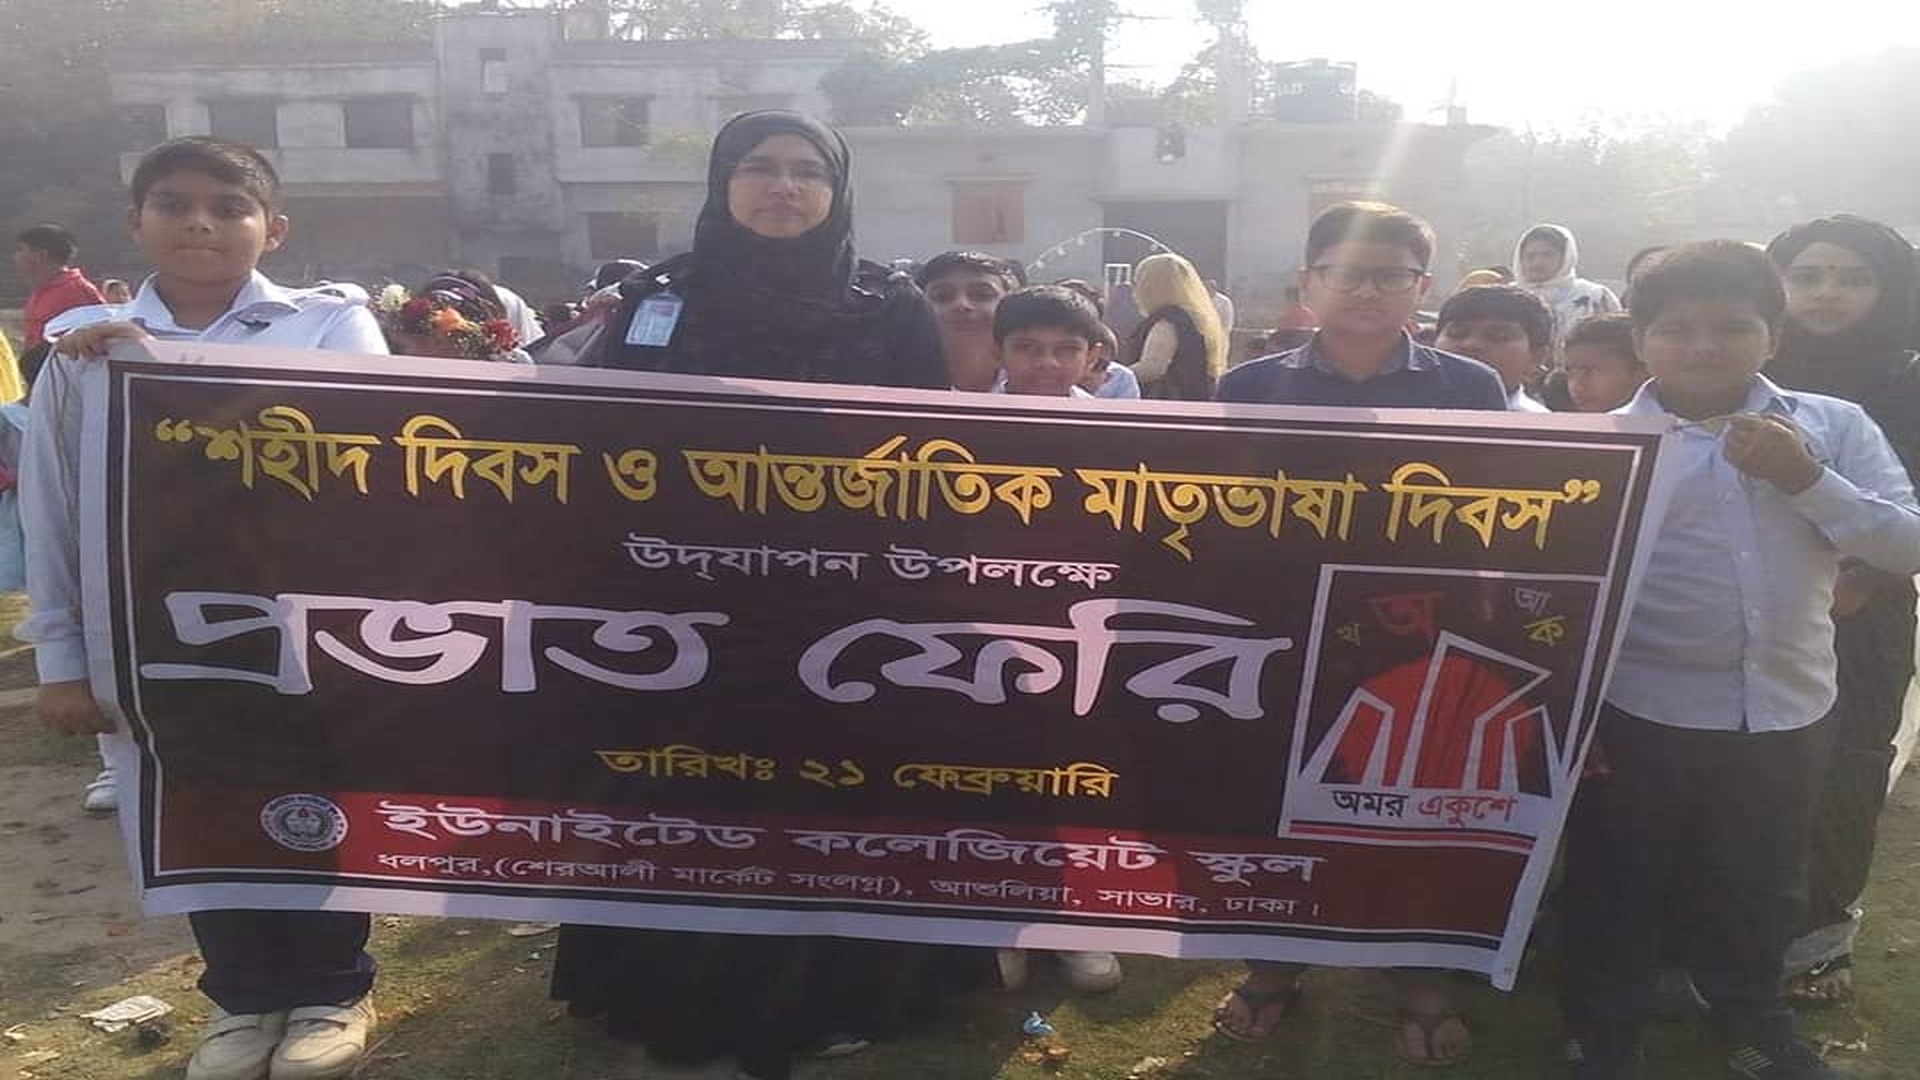 “শহীদ দিবস ও আন্তর্জাতিক মাতৃভাষা দিবস”
উদ্‌যাপন উপলক্ষে
প্রভাত ফেরি
অ আ
খ ক
তারিখঃ ২১ ফেব্রুয়ারি
অমর একুশে
ইউনাইটেড কলেজিয়েট স্কুল
ধলপুর,(শেরআলী মার্কেট সংলগ্ন), আশুলিয়া, সাভার, ঢাকা।